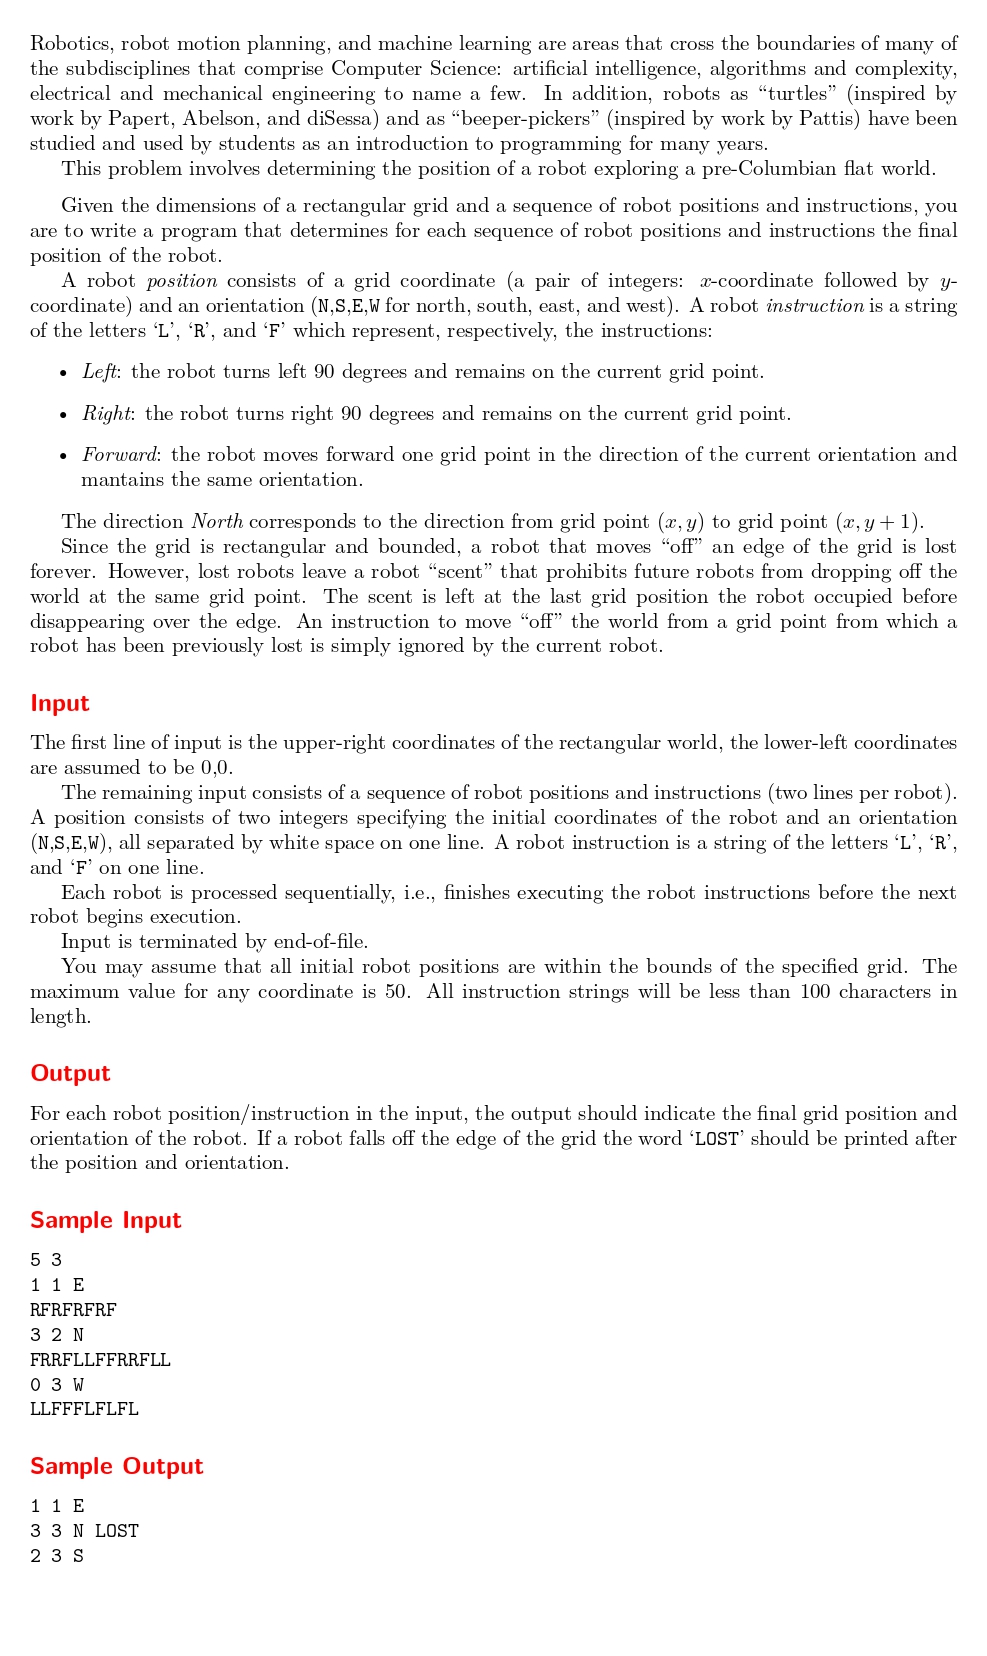 Robotics, robot motion planning, and machine learning are areas that cross the boundaries of many of
the subdisciplines that comprise Computer Science: artificial intelligence, algorithms and complexity,
electrical and mechanical engineering to name a few. In addition, robots as “turtles” (inspired by
work by Papert, Abelson, and diSessa) and as “beeper-pickers” (inspired by work by Pattis) have been
studied and used by students as an introduction to programming for many years.
This problem involves determining the position of a robot exploring a pre-Columbian flat world.
Given the dimensions of a rectangular grid and a sequence of robot positions and instructions, you
are to write a program that determines for each sequence of robot positions and instructions the final
position of the robot.
A robot position consists of a grid coordinate (a pair of integers: x-coordinate followed by y-
coordinate) and an orientation (N,S,E,W for north, south, east, and west). A robot instruction is a string
of the letters ‘L’, ‘R’, and ‘F’ which represent, respectively, the instructions:
• Left: the robot turns left 90 degrees and remains on the current grid point.
• Right: the robot turns right 90 degrees and remains on the current grid point.
• Forward: the robot moves forward one grid point in the direction of the current orientation and
mantains the same orientation.
The direction North corresponds to the direction from grid point (x, y) to grid point (x, y + 1).
Since the grid is rectangular and bounded, a robot that moves “off” an edge of the grid is lost
forever. However, lost robots leave a robot “scent” that prohibits future robots from dropping off the
world at the same grid point. The scent is left at the last grid position the robot occupied before
disappearing over the edge. An instruction to move “off” the world from a grid point from which a
robot has been previously lost is simply ignored by the current robot.
Input
The first line of input is the upper-right coordinates of the rectangular world, the lower-left coordinates
are assumed to be 0,0.
The remaining input consists of a sequence of robot positions and instructions (two lines per robot).
A position consists of two integers specifying the initial coordinates of the robot and an orientation
(N,S,E,W), all separated by white space on one line. A robot instruction is a string of the letters ‘L’, ‘R’,
and ‘F’ on one line.
Each robot is processed sequentially, i.e., finishes executing the robot instructions before the next
robot begins execution.
Input is terminated by end-of-file.
You may assume that all initial robot positions are within the bounds of the specified grid. The
maximum value for any coordinate is 50. All instruction strings will be less than 100 characters in
length.
Output
For each robot position/instruction in the input, the output should indicate the final grid position and
orientation of the robot. If a robot falls off the edge of the grid the word ‘LOST’ should be printed after
the position and orientation.
Sample Input
5 3
1 1 E
RFRFRFRF
3 2 N
FRRFLLFFRRFLL
0 3 W
LLFFFLFLFL
Sample Output
1 1 E
3 3 N LOST
2 3 S